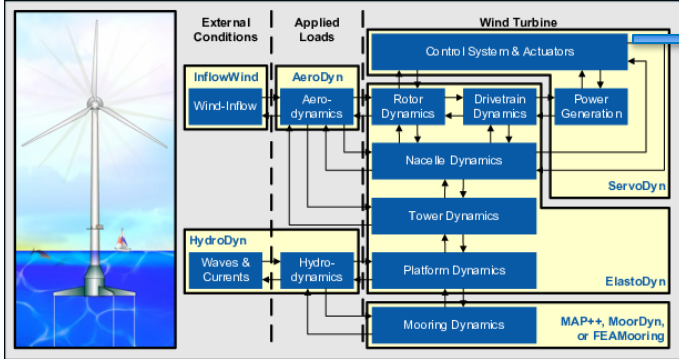 External
Conditions
Applied
Loads
Wind Turbine
Control System & Actuators
InflowWind
AeroDyn
Wind-Inflow
Aero-
dynamics
Rotor
Dynamics
Drivetrain
Dynamics
Power
Generation
Nacelle Dynamics
ServoDyn
Tower Dynamics
HydroDyn
Waves &
Currents
Hydro-
dynamics
Platform Dynamics
ElastoDyn
Mooring Dynamics
MAP++, MoorDyn,
or FEAMooring